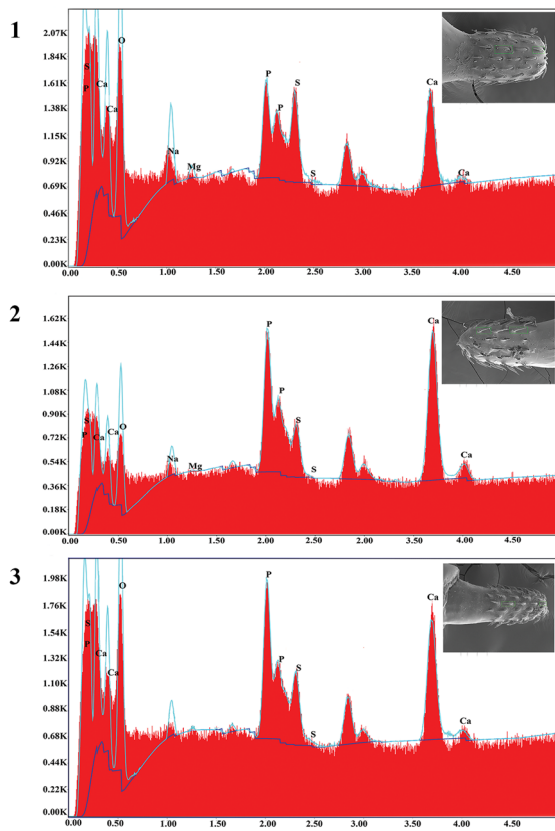 1
2.07K
1.84K
1.61K
1.38K
1.15K
0.92K
0.69K
0.46K
0.23K
0.00K
S
P
Ca
Ca
O
Na
Mg
P
P
S
S
Ca
Ca
0.00 0.50 1.00 1.50 2.00 2.50 3.00 3.50 4.00 4.50
2
1.62K
1.44K
1.26K
1.08K
0.90K
0.72K
0.54K
0.36K
0.18K
0.00K
S
P
Ca
Ca
O
Na
Mg
P
P
S
S
Ca
Ca
0.00 0.50 1.00 1.50 2.00 2.50 3.00 3.50 4.00 4.50
3
1.98K
1.76K
1.54K
1.32K
1.10K
0.88K
0.68K
0.44K
0.22K
0.00K
S
P
Ca
Ca
O
P
P
S
S
Ca
Ca
0.00 0.50 1.00 1.50 2.00 2.50 3.00 3.50 4.00 4.50